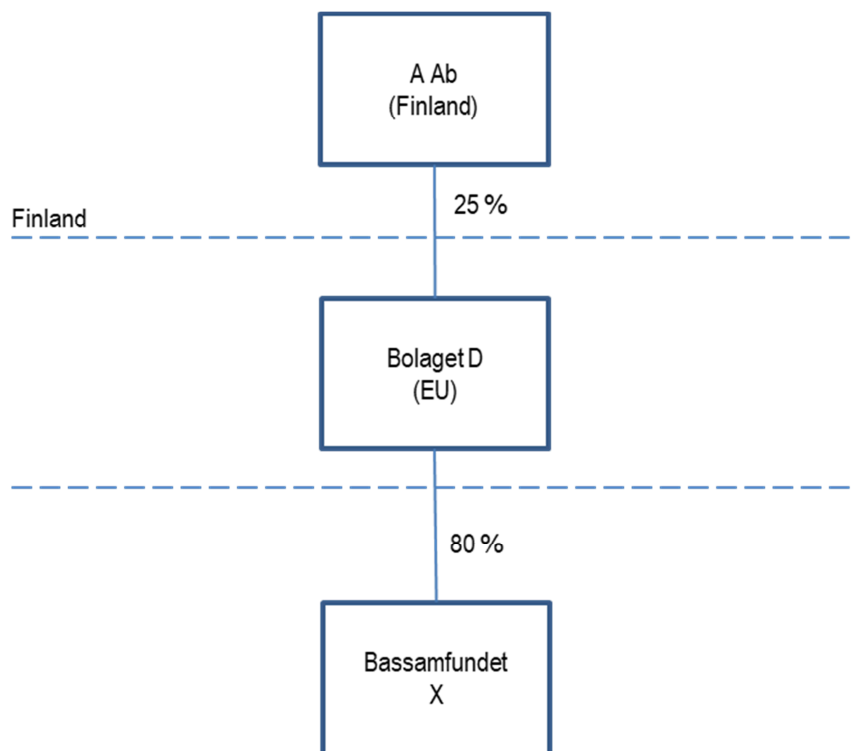 A Ab
(Finland)
25 %
Finland
Bolaget D
(EU)
80 %
Bassamfundet
X